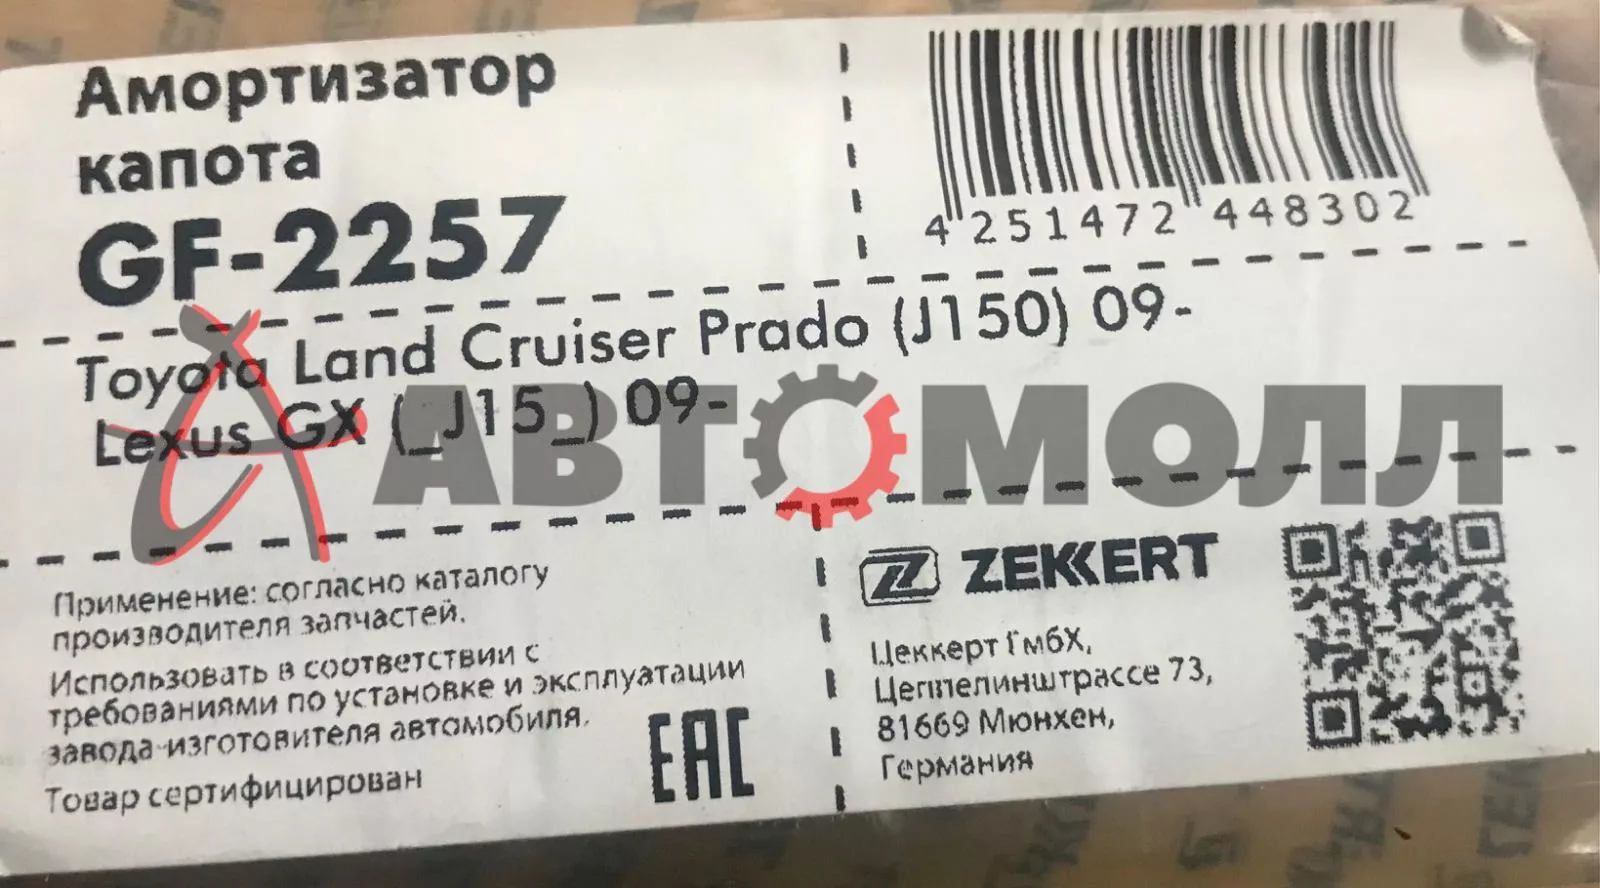 Амортизатор
капота
GF-2257
4 251472 448302
Toyota Land Cruiser Prado (J150) 09-
Lexus GX (_J15_) 09-
АВТОМОЛЛ
Применение: согласно каталогу
производителя запчастей.
Использовать в соответствии с
требованиями по установке и эксплуатации
завода-изготовителя автомобиля.
Товар сертифицирован
EAC
ZEKKERT
Цеккерт ГмбХ,
Цеппелинштрассе 73,
81669 Мюнхен,
Германия